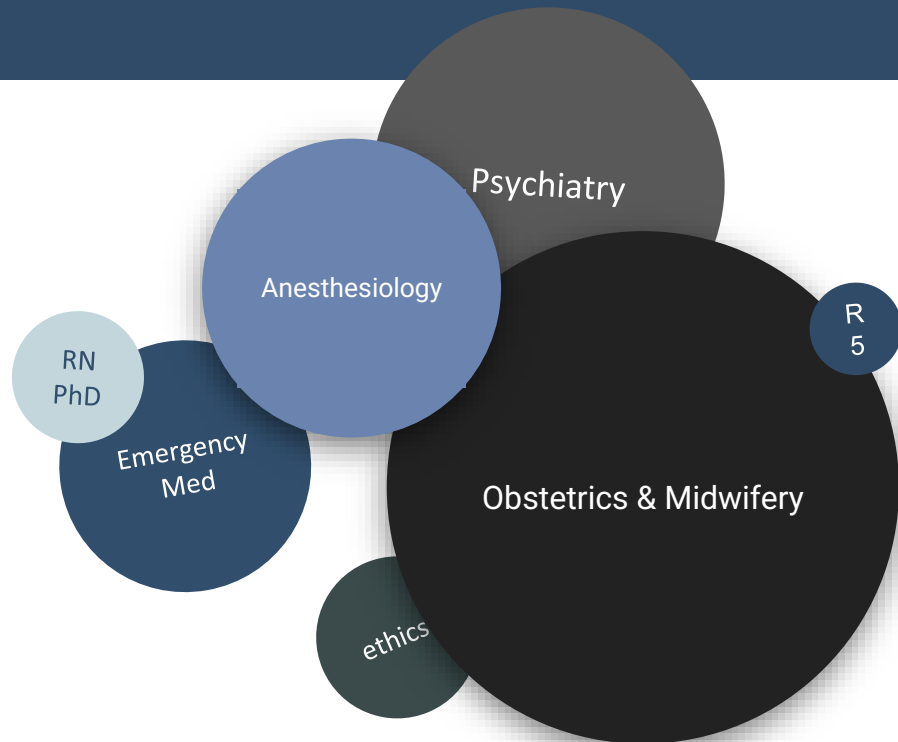 Psychiatry
Anesthesiology
R
5
RN
PhD
Emergency
Med
Obstetrics & Midwifery
ethics